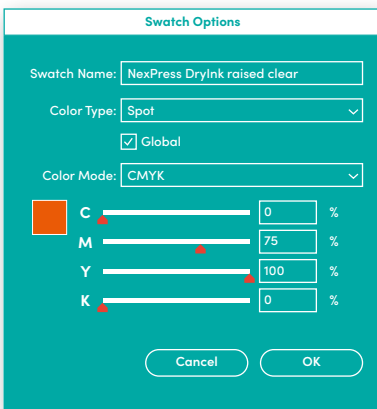 Swatch Options
Swatch Name: NexPress DryInk raised clear
Color Type: Spot
Global
Color Mode: CMYK
C 0 %
M 75 %
Y 100 %
K 0 %
Cancel OK